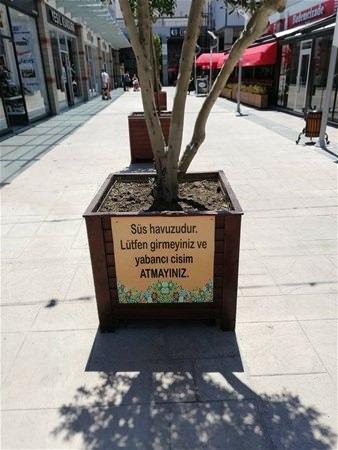 Süs havuzudur.
Lütfen girmeyiniz ve
yabancı cisim
ATMAYINIZ.